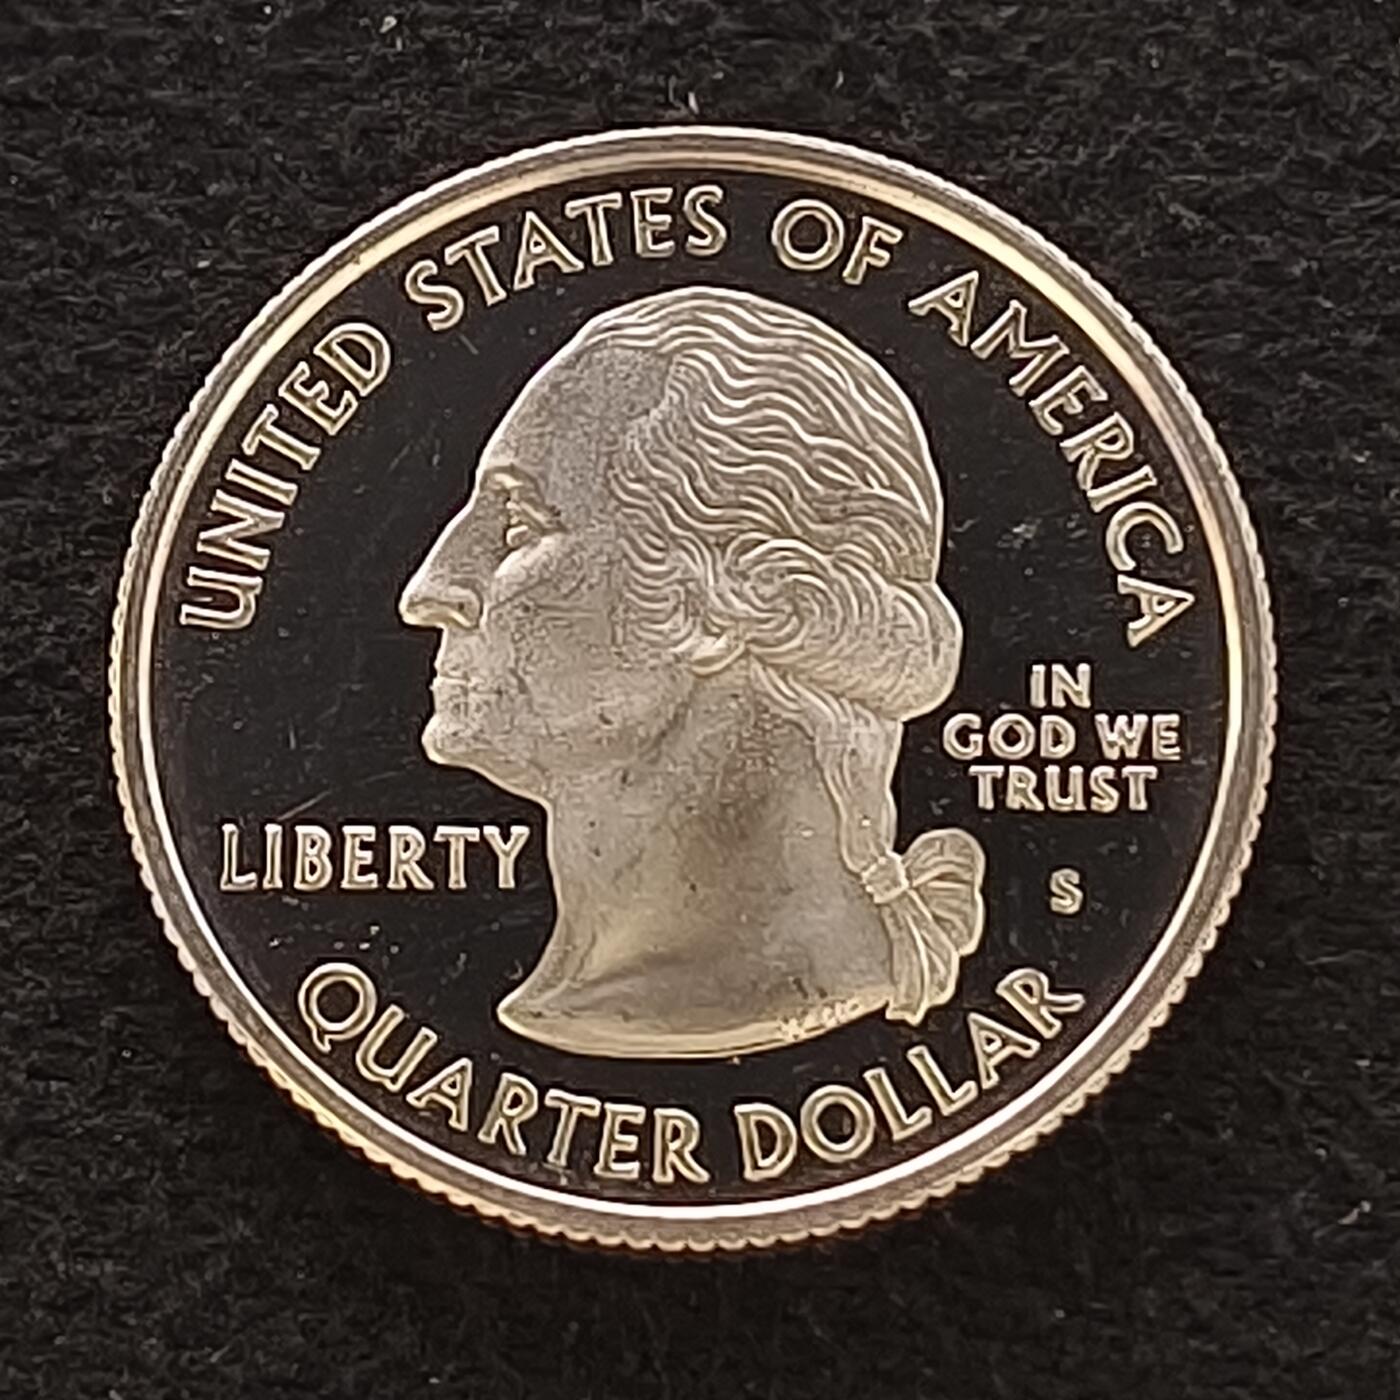 UNITED STATES OF AMERICA
IN
GOD WE
TRUST
LIBERTY
S
QUARTER DOLLAR